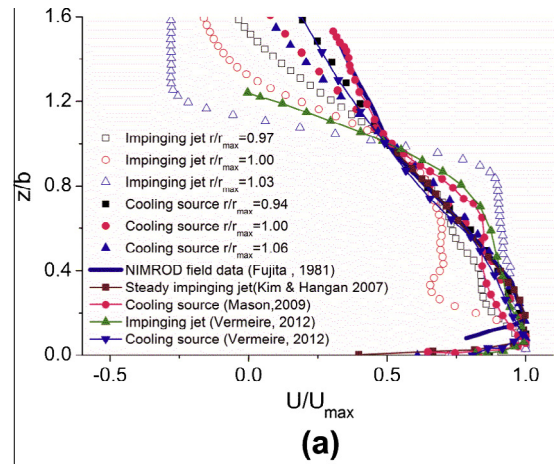 1.6
1.2
0.8
0.4
0.0
z/b
Impinging jet r/r_max=0.97
Impinging jet r/r_max=1.00
Impinging jet r/r_max=1.03
Cooling source r/r_max=0.94
Cooling source r/r_max=1.00
Cooling source r/r_max=1.06
NIMROD field data (Fujita , 1981)
Steady impinging jet(Kim & Hangan 2007)
Cooling source (Mason,2009)
Impinging jet (Vermeire, 2012)
Cooling source (Vermeire, 2012)
-0.5 0.0 0.5 1.0
U/U_max
(a)